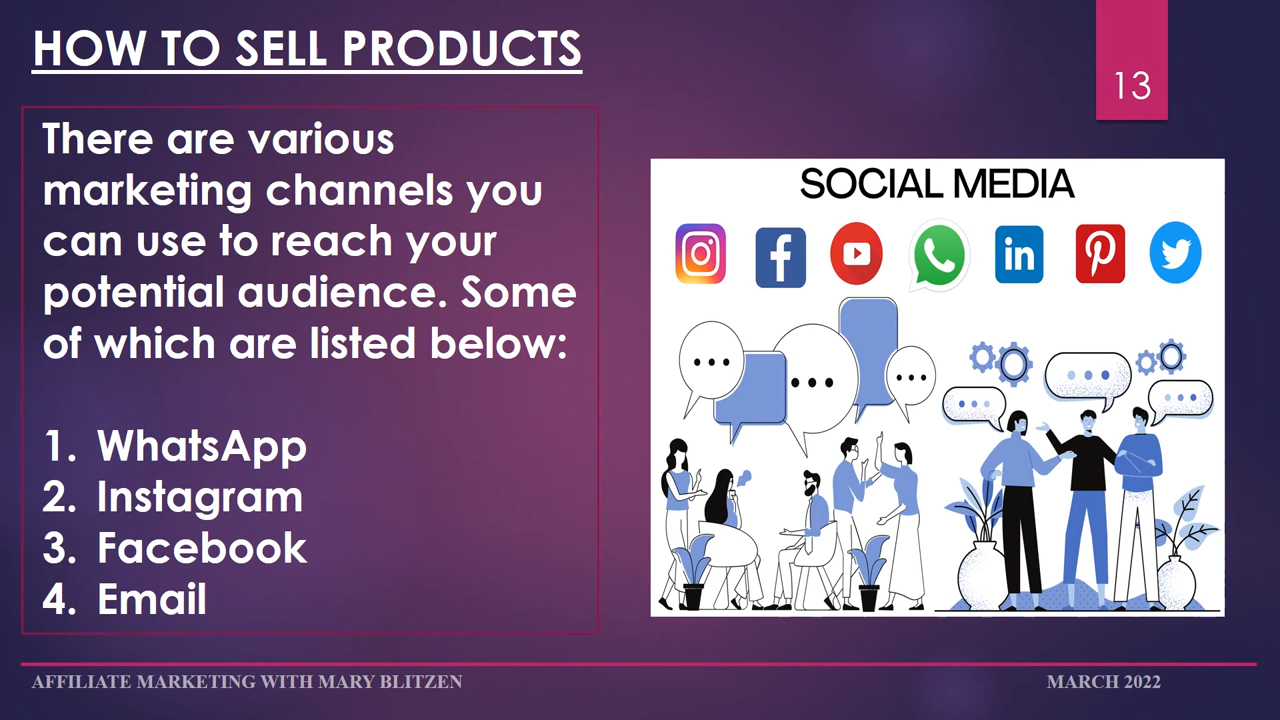 HOW TO SELL PRODUCTS
13
There are various
marketing channels you
can use to reach your
potential audience. Some
of which are listed below:
1. WhatsApp
2. Instagram
3. Facebook
4. Email
SOCIAL MEDIA
AFFILIATE MARKETING WITH MARY BLITZEN
MARCH 2022